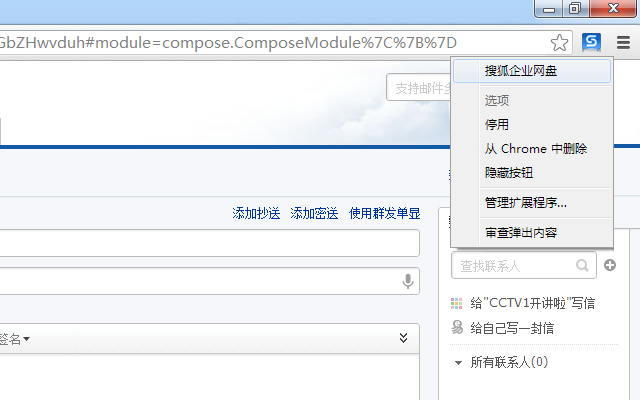 GbZHwvduh#module=compose.ComposeModule%7C%7B%7D
搜狐企业网盘
支持邮件全
选项
停用
从 Chrome 中删除
隐藏按钮
管理扩展程序...
审查弹出内容
添加抄送 添加密送 使用群发单显
查找联系人
给"CCTV1开讲啦"写信
给自己写一封信
签名
所有联系人(0)